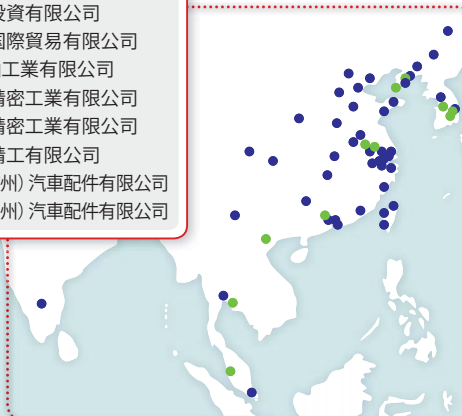 投資有限公司
国際貿易有限公司
工業有限公司
精密工業有限公司
精密工業有限公司
精工有限公司
州）汽車配件有限公司
州）汽車配件有限公司